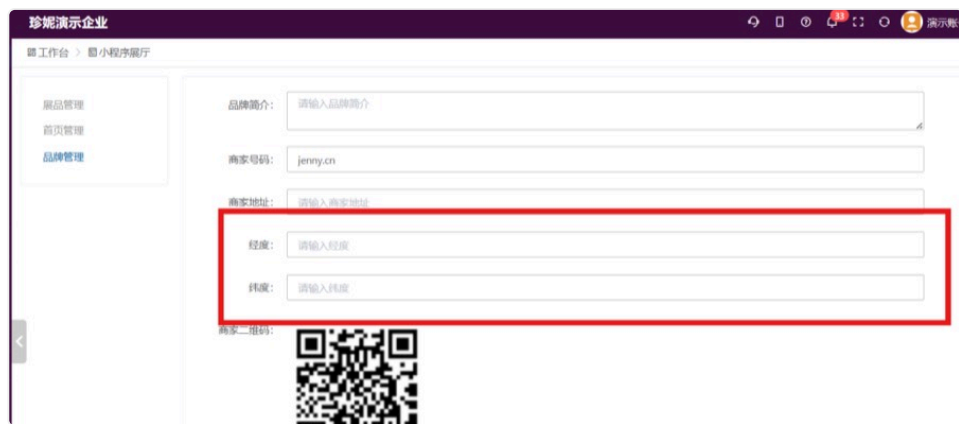 珍妮演示企业
33
演示账
工作台 > 小程序展厅
展品管理
首页管理
品牌管理
品牌简介:
请输入品牌简介
商家号码:
jenny.cn
商家地址:
请输入商家地址
经度:
请输入经度
纬度:
请输入纬度
商家二维码: